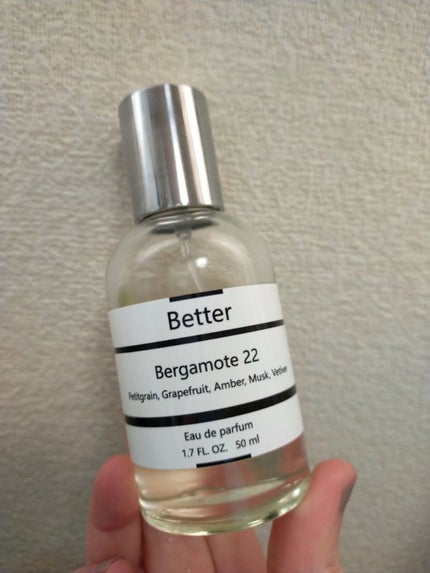 Better
Bergamote 22
Petitgrain, Grapefruit, Amber, Musk, Vetiver
Eau de parfum
1.7 FL. OZ. 50 ml